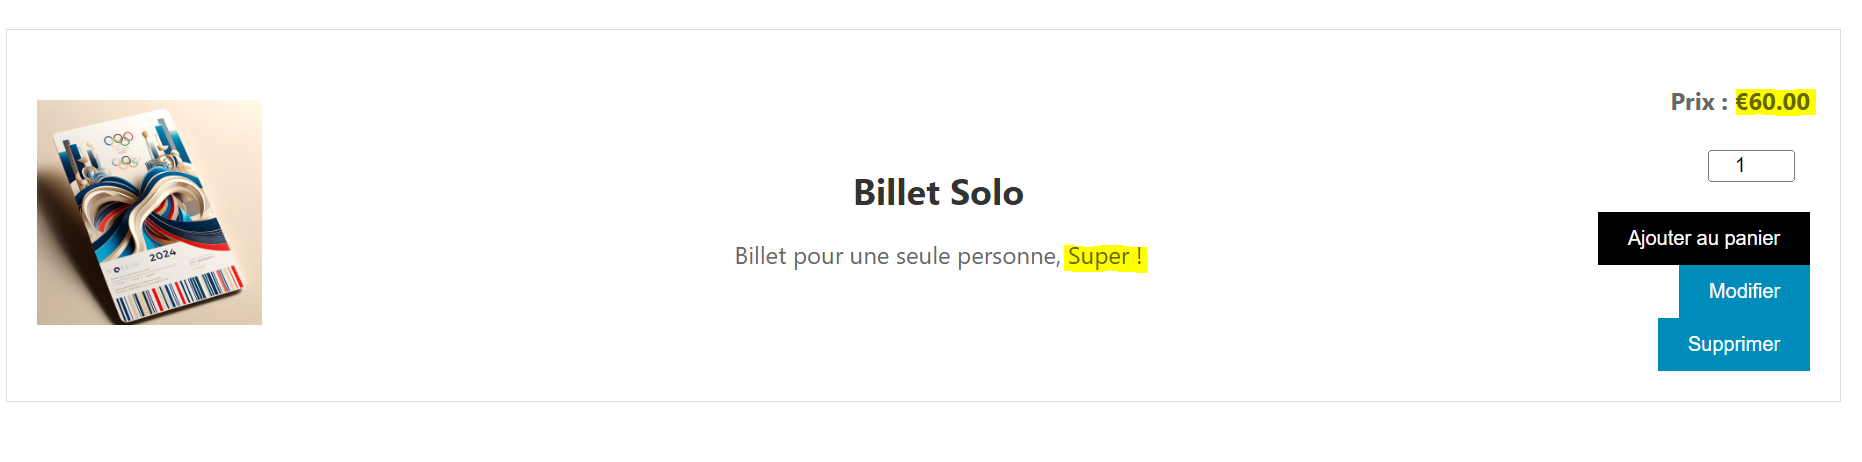 2024
Billet Solo
Billet pour une seule personne, Super !
Prix : €60.00
1
Ajouter au panier
Modifier
Supprimer